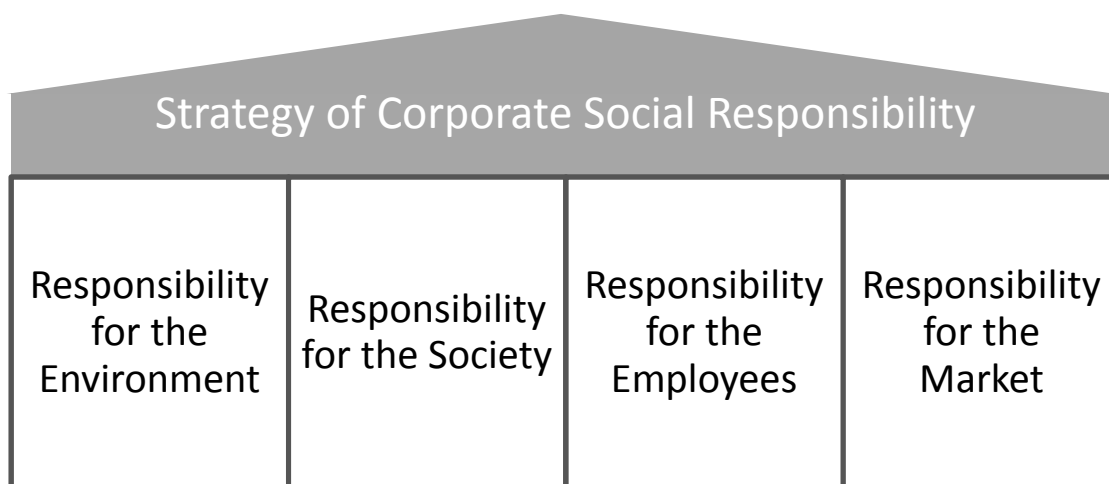 Strategy of Corporate Social Responsibility
Responsibility
for the
Environment
Responsibility
for the Society
Responsibility
for the
Employees
Responsibility
for the
Market